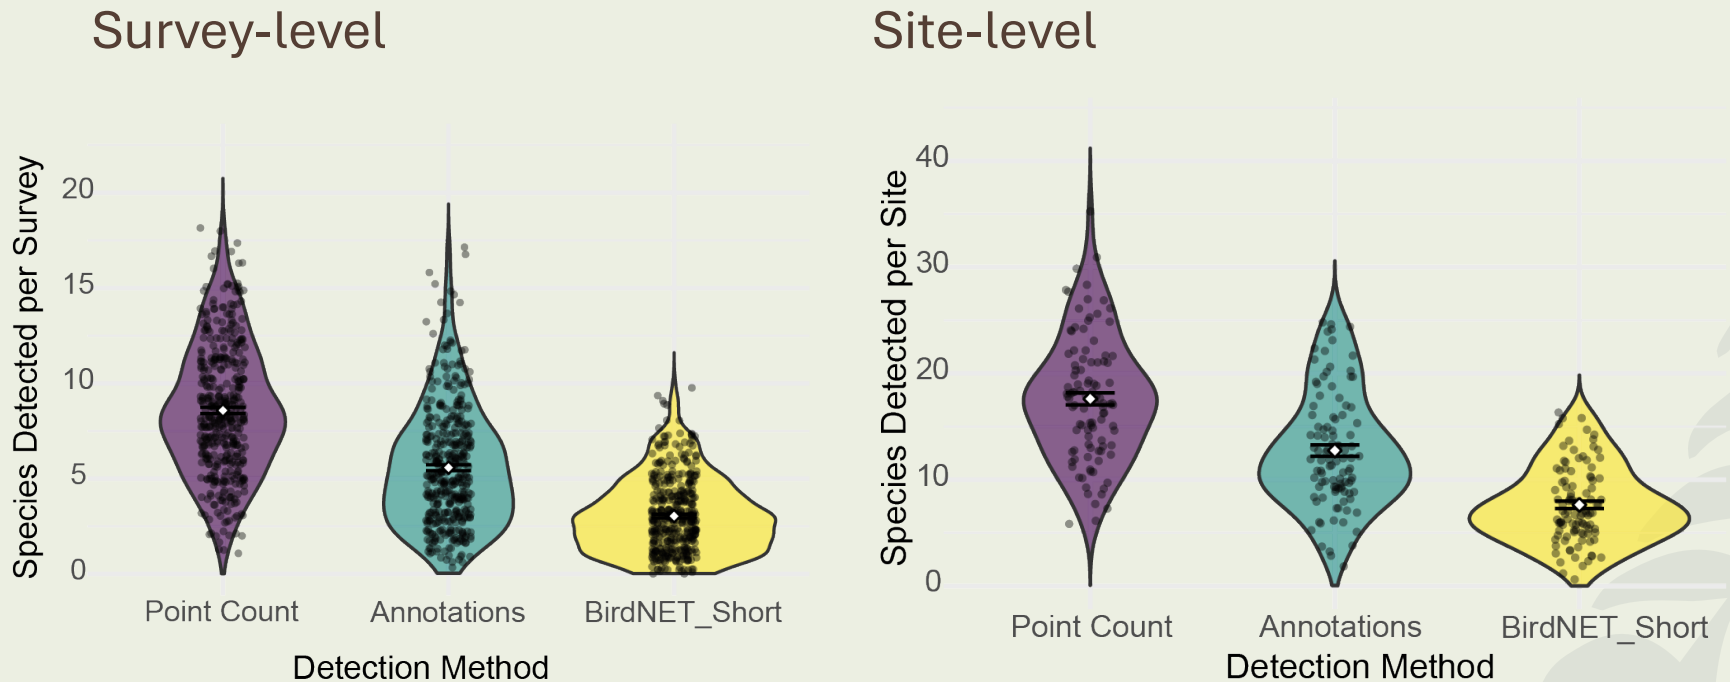 Survey-level
Species Detected per Survey
20
15
10
5
0
Point Count
Annotations
BirdNET_Short
Detection Method
Site-level
Species Detected per Site
40
30
20
10
0
Point Count
Annotations
BirdNET_Short
Detection Method